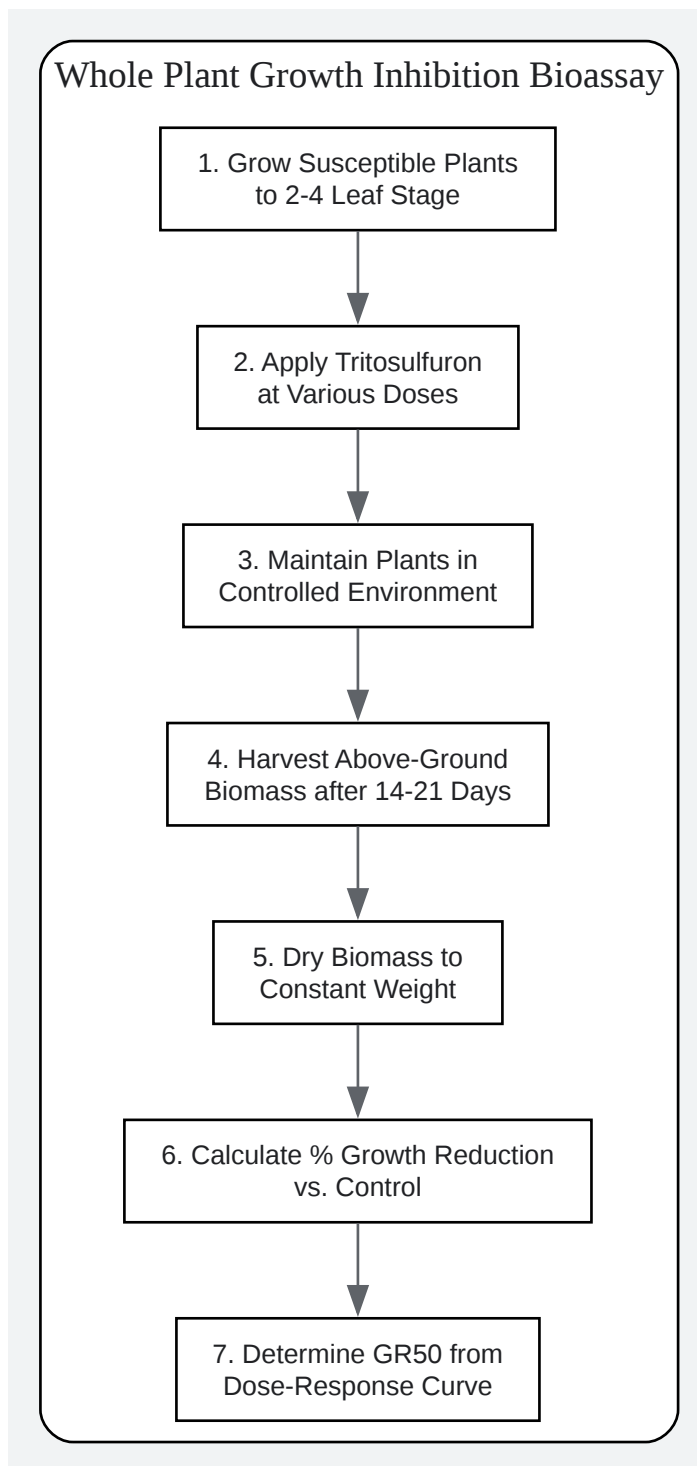 Whole Plant Growth Inhibition Bioassay
1. Grow Susceptible Plants
to 2-4 Leaf Stage
2. Apply Tritosulfuron
at Various Doses
3. Maintain Plants in
Controlled Environment
4. Harvest Above-Ground
Biomass after 14-21 Days
5. Dry Biomass to
Constant Weight
6. Calculate % Growth Reduction
vs. Control
7. Determine GR50 from
Dose-Response Curve